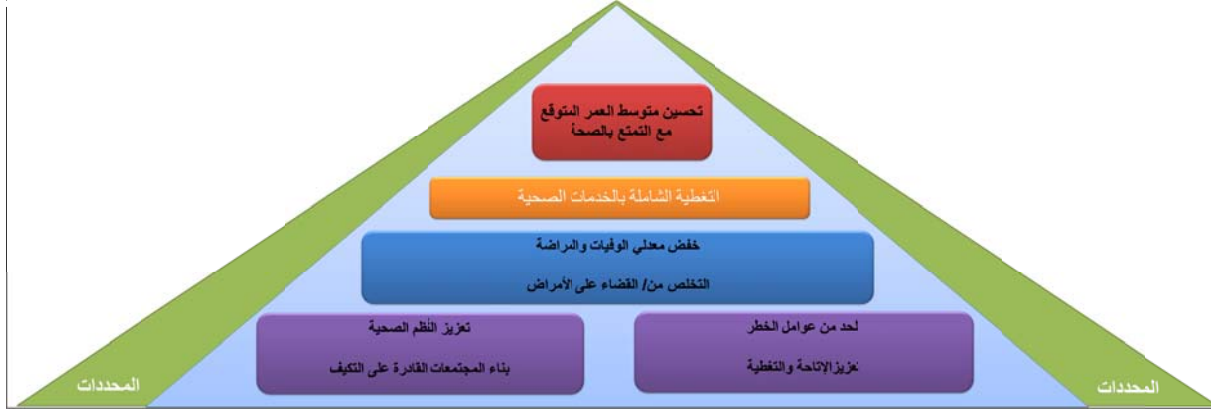 تحسين متوسط العمر المتوقع
مع التمتع بالصحة
التغطية الشاملة بالخدمات الصحية
خفض معدلي الوفيات والمراضة
التخلص من/ القضاء على الأمراض
لحد من عوامل الخطر
عزيز الإتاحة والتغطية
تعزيز النظم الصحية
بناء المجتمعات القادرة على التكيف
المحددات
المحددات